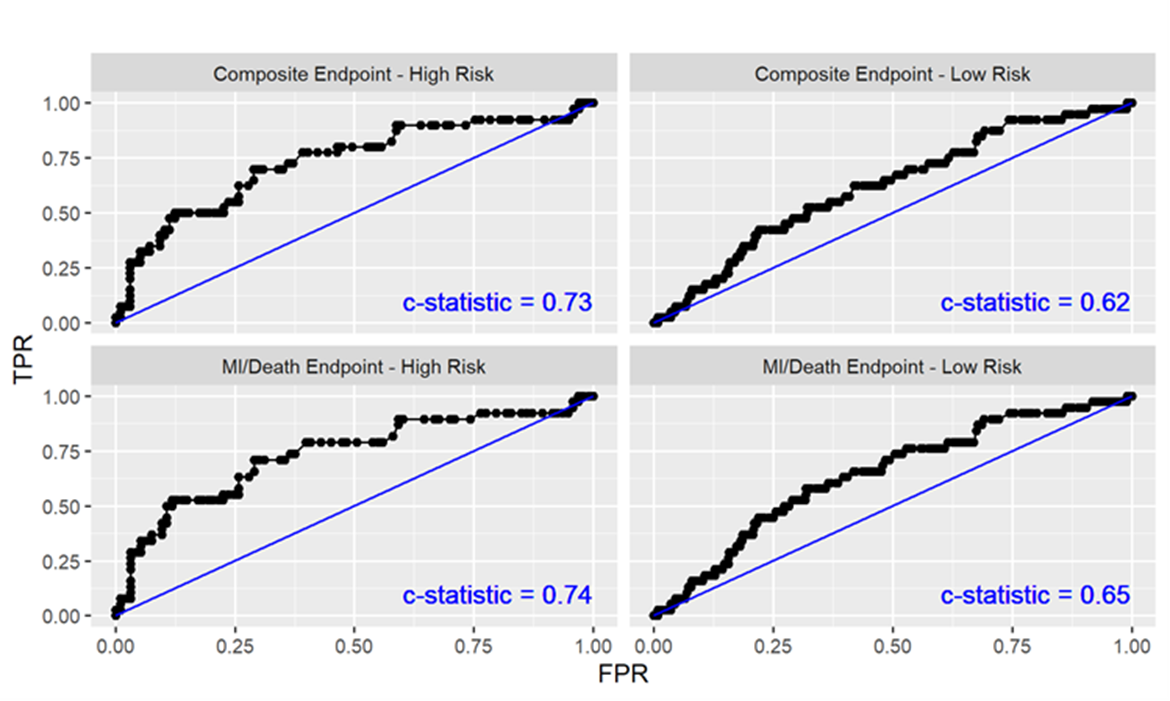 Composite Endpoint - High Risk
Composite Endpoint - Low Risk
1.00
0.75
0.50
0.25
0.00
c-statistic = 0.73
c-statistic = 0.62
TPR
MI/Death Endpoint - High Risk
MI/Death Endpoint - Low Risk
1.00
0.75
0.50
0.25
0.00
c-statistic = 0.74
c-statistic = 0.65
0.00 0.25 0.50 0.75 1.00
0.00 0.25 0.50 0.75 1.00
FPR